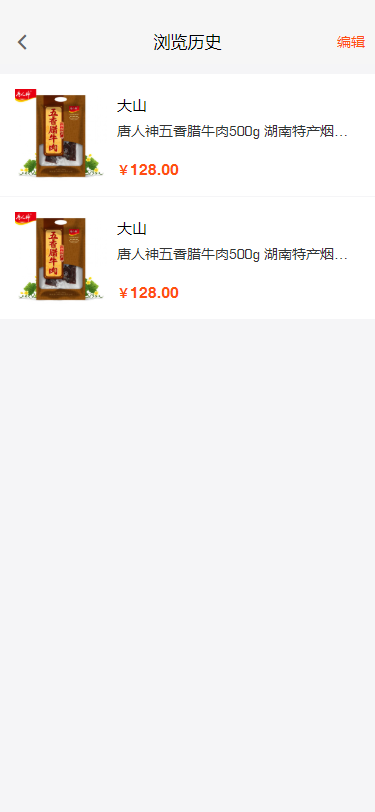 浏览历史
编辑
唐人神
五香腊牛肉
大山
唐人神五香腊牛肉500g 湖南特产烟...
￥128.00
唐人神
五香腊牛肉
大山
唐人神五香腊牛肉500g 湖南特产烟...
￥128.00